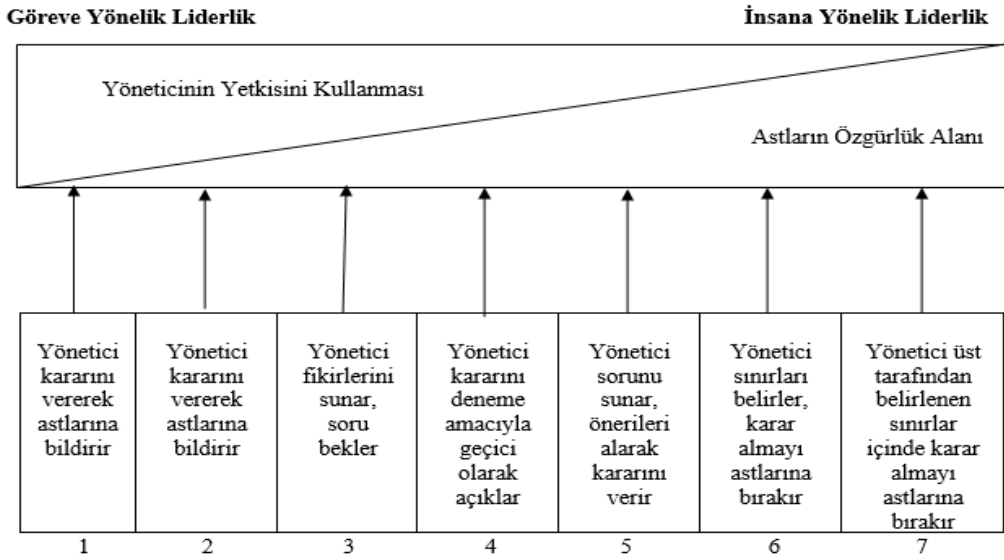 Göreve Yönelik Liderlik
İnsana Yönelik Liderlik
Yöneticinin Yetkisini Kullanması
Astların Özgürlük Alanı
Yönetici
kararını
vererek
astlarına
bildirir
Yönetici
kararını
vererek
astlarına
bildirir
Yönetici
fikirlerini
sunar,
soru
bekler
Yönetici
kararını
deneme
amacıyla
geçici
olarak
açıklar
Yönetici
sorunu
sunar,
önerileri
alarak
kararını
verir
Yönetici
sınırları
belirler,
karar
almayı
astlarına
bırakır
Yönetici üst
tarafından
belirlenen
sınırlar
içinde karar
almayı
astlarına
bırakır
1
2
3
4
5
6
7